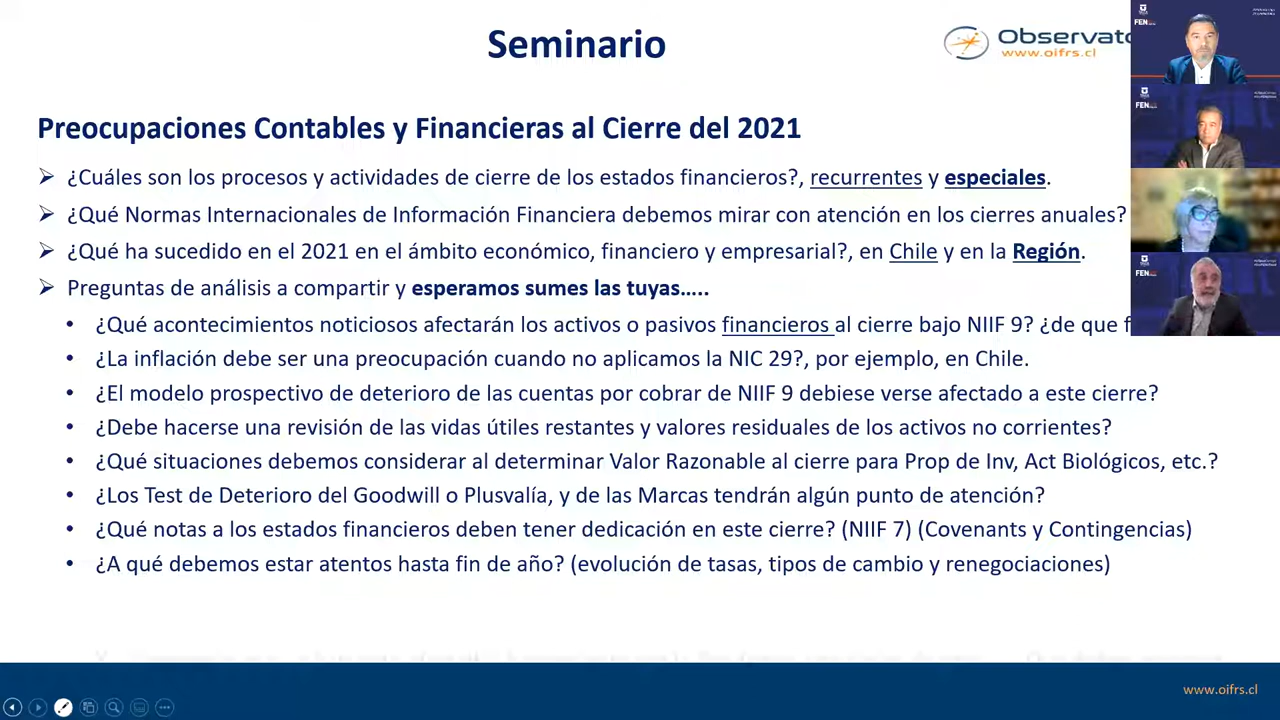 Seminario
Observato
www.oifrs.cl
Preocupaciones Contables y Financieras al Cierre del 2021
➢ ¿Cuáles son los procesos y actividades de cierre de los estados financieros?, recurrentes y especiales.
➢ ¿Qué Normas Internacionales de Información Financiera debemos mirar con atención en los cierres anuales?
➢ ¿Qué ha sucedido en el 2021 en el ámbito económico, financiero y empresarial?, en Chile y en la Región.
➢ Preguntas de análisis a compartir y esperamos sumes las tuyas.....
• ¿Qué acontecimientos noticiosos afectarán los activos o pasivos financieros al cierre bajo NIIF 9? ¿de que f
• ¿La inflación debe ser una preocupación cuando no aplicamos la NIC 29?, por ejemplo, en Chile.
• ¿El modelo prospectivo de deterioro de las cuentas por cobrar de NIIF 9 debiese verse afectado a este cierre?
• ¿Debe hacerse una revisión de las vidas útiles restantes y valores residuales de los activos no corrientes?
• ¿Qué situaciones debemos considerar al determinar Valor Razonable al cierre para Prop de Inv, Act Biológicos, etc.?
• ¿Los Test de Deterioro del Goodwill o Plusvalía, y de las Marcas tendrán algún punto de atención?
• ¿Qué notas a los estados financieros deben tener dedicación en este cierre? (NIIF 7) (Covenants y Contingencias)
• ¿A qué debemos estar atentos hasta fin de año? (evolución de tasas, tipos de cambio y renegociaciones)
www.oifrs.cl
FEN
FEN
FEN